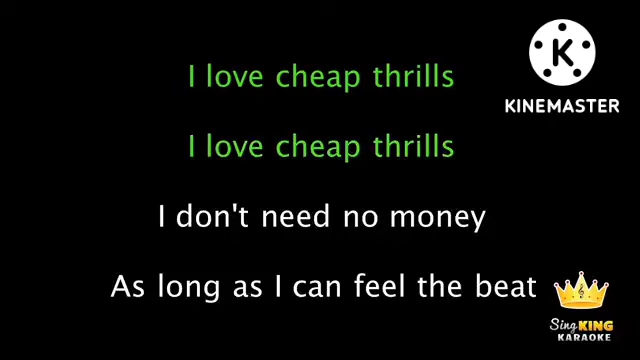 I love cheap thrills
K
KINEMASTER
I love cheap thrills
I don't need no money
As long as I can feel the beat
Sing KING
KARAOKE